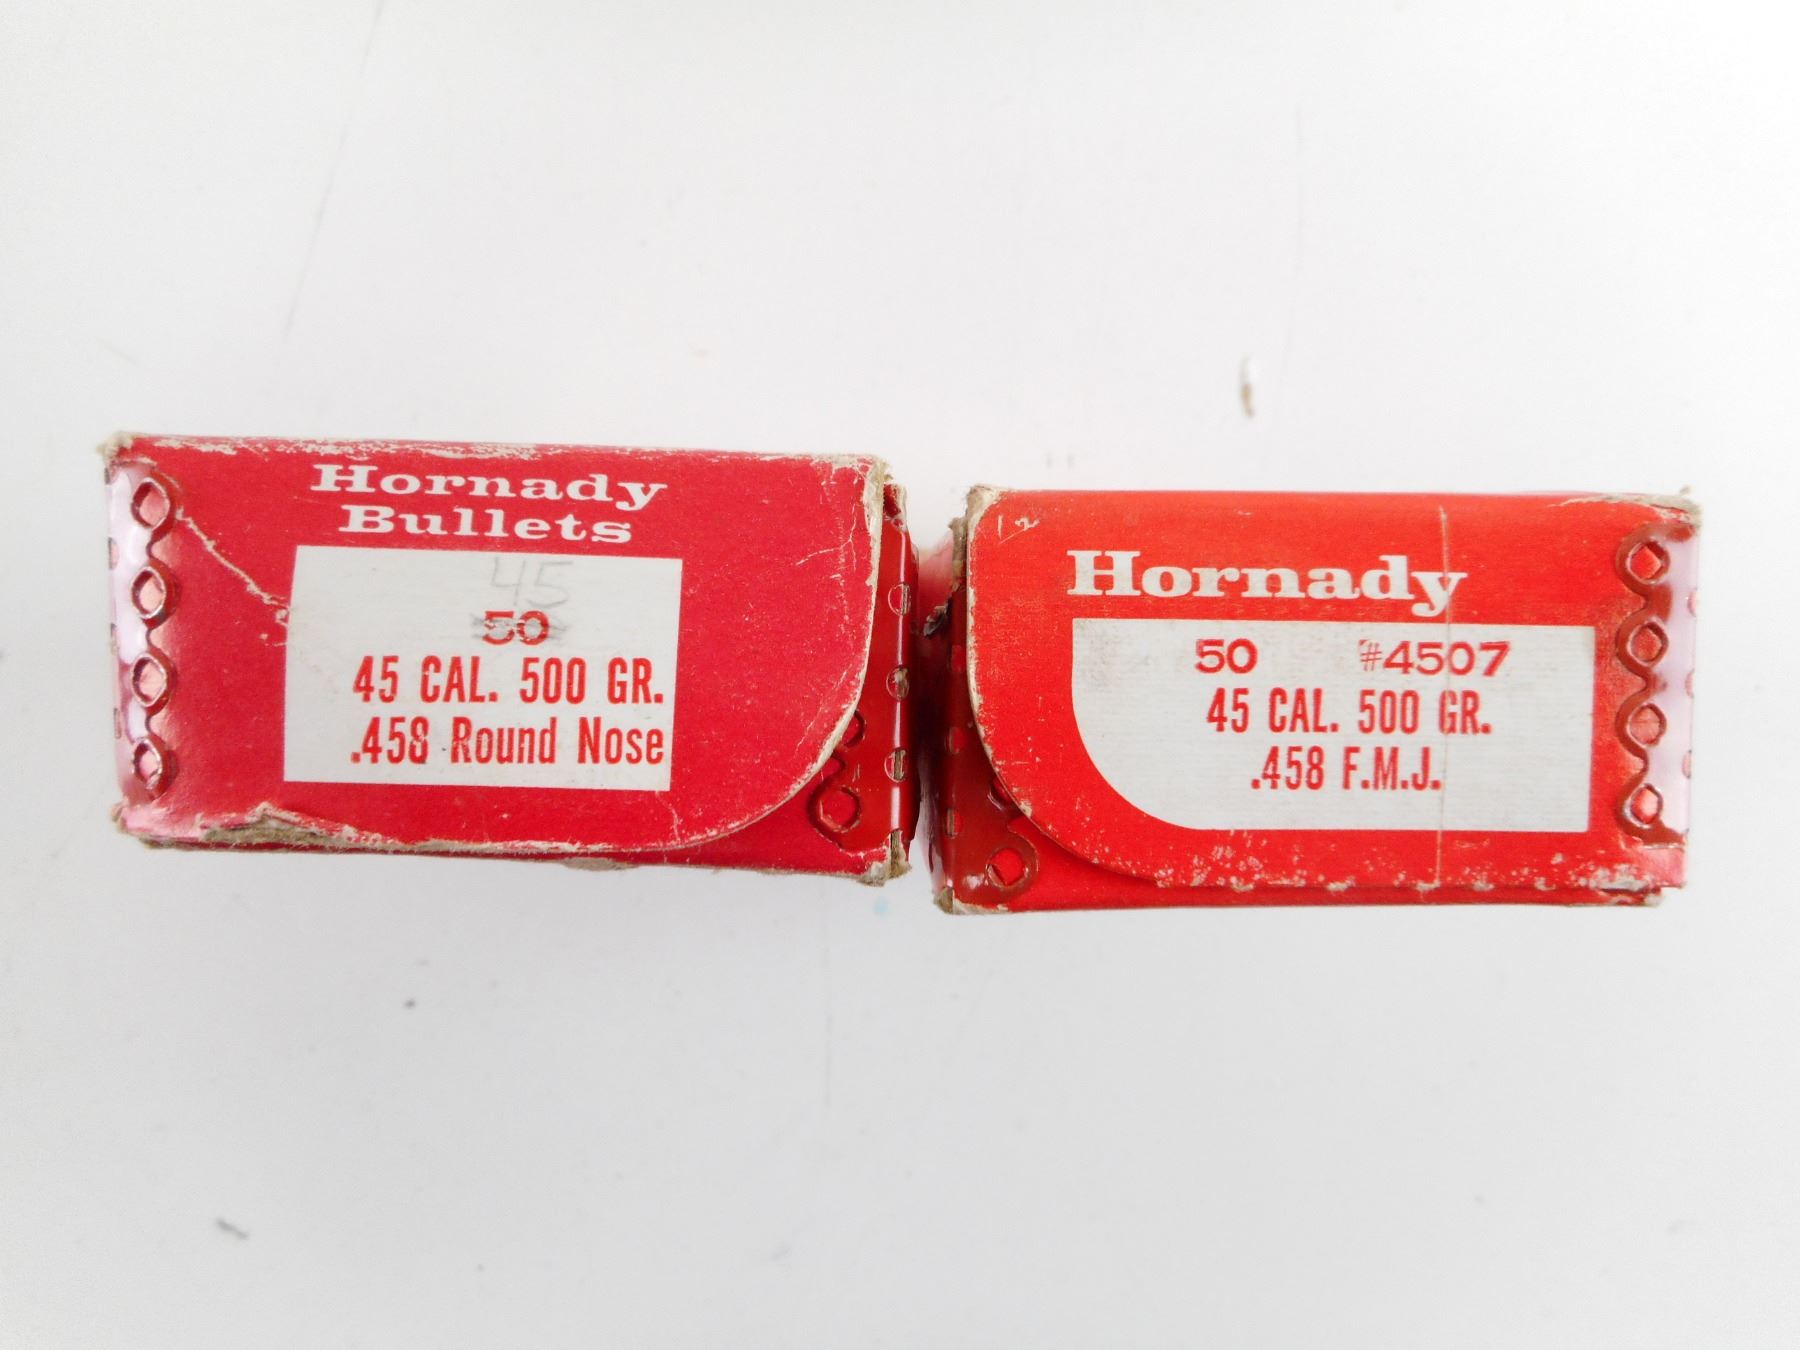 Hornady
Bullets
45
50
45 CAL. 500 GR.
.458 Round Nose
Hornady
50 #4507
45 CAL. 500 GR.
.458 F.M.J.